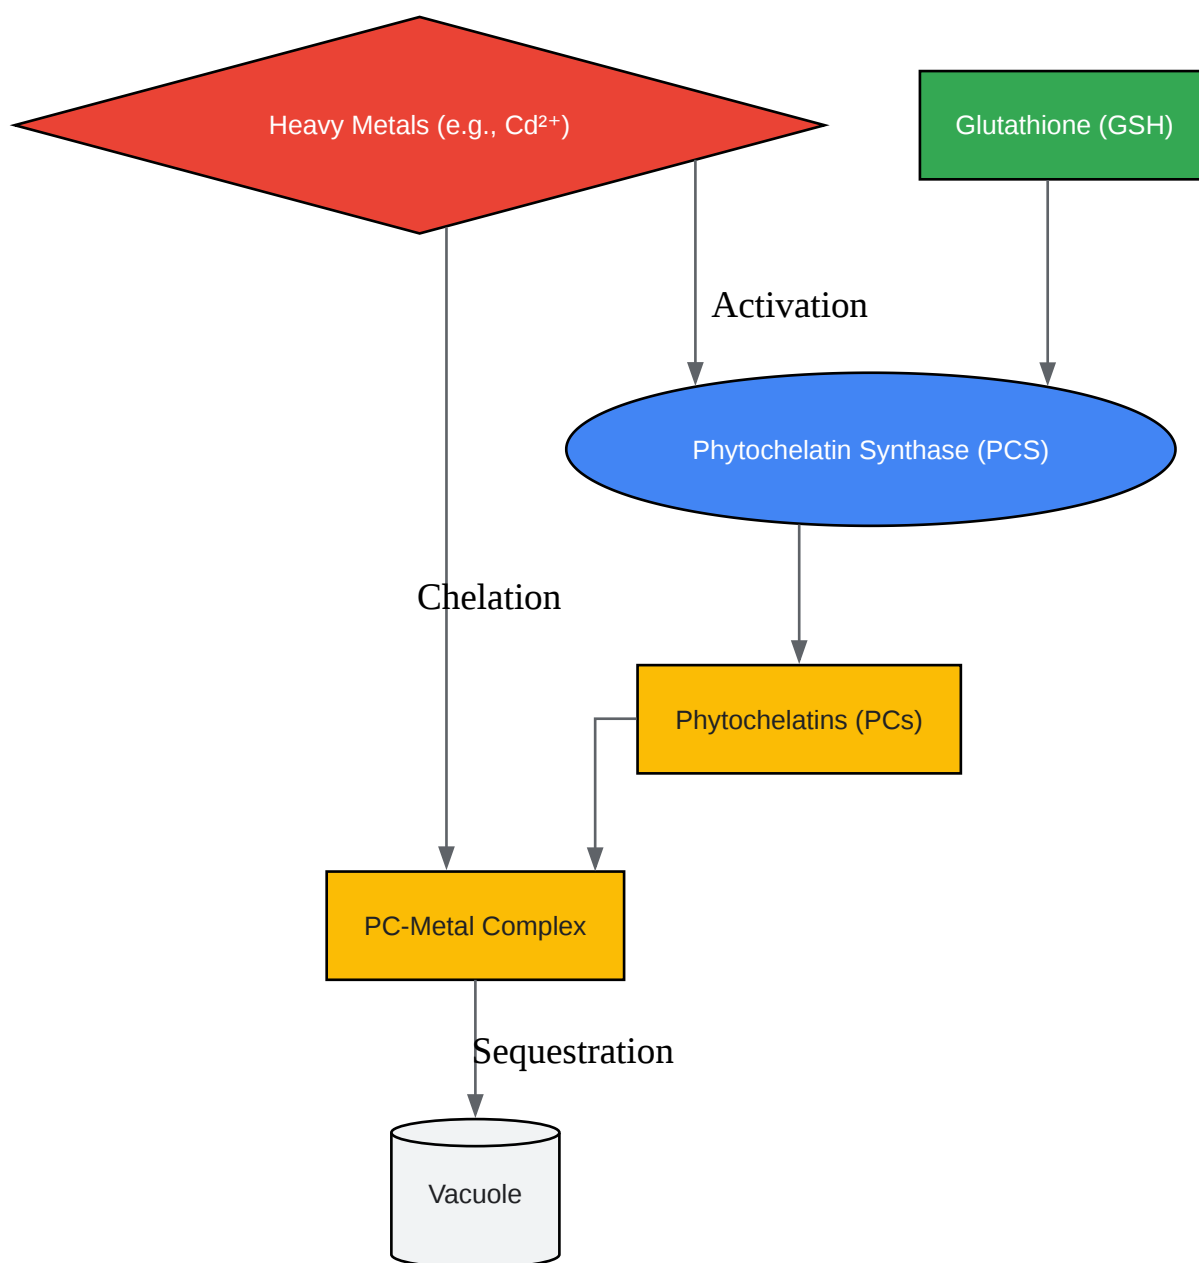 Heavy Metals (e.g., Cd²⁺)
Glutathione (GSH)
Activation
Phytochelatin Synthase (PCS)
Chelation
Phytochelatins (PCs)
PC-Metal Complex
Sequestration
Vacuole